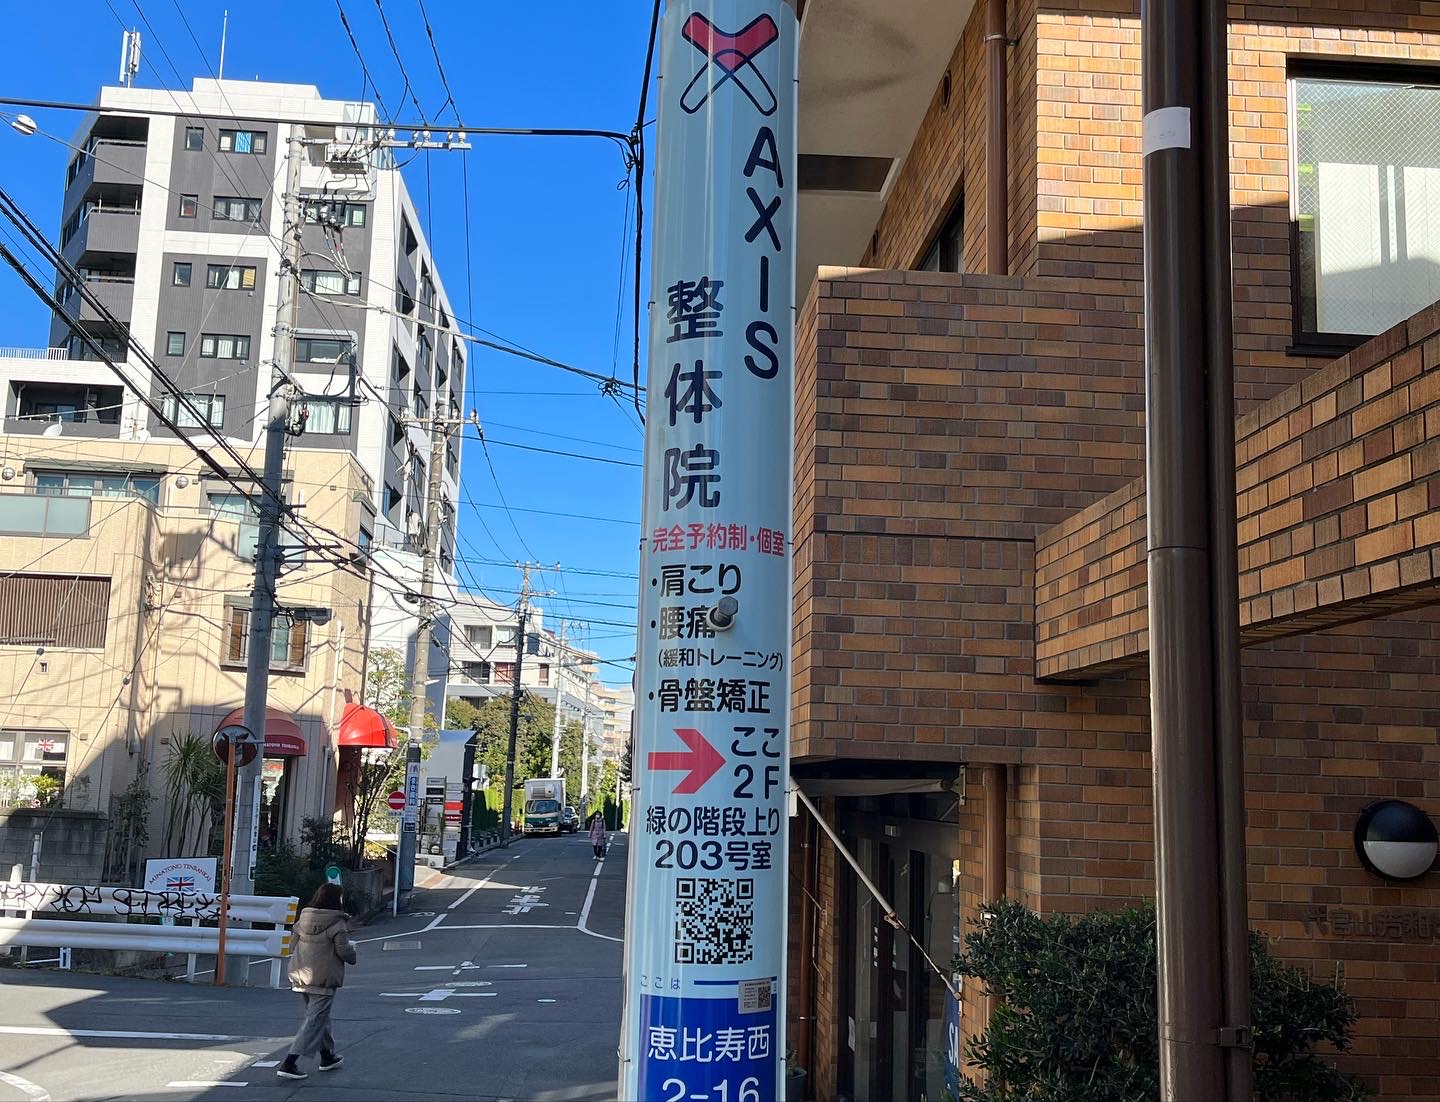 AXIS
整体院
完全予約制・個室
・肩こり
・腰痛
（緩和トレーニング）
・骨盤矯正
ここ
2F
緑の階段上り
203号室
ここは
恵比寿西
2-16
MINATONO TINBANKAI